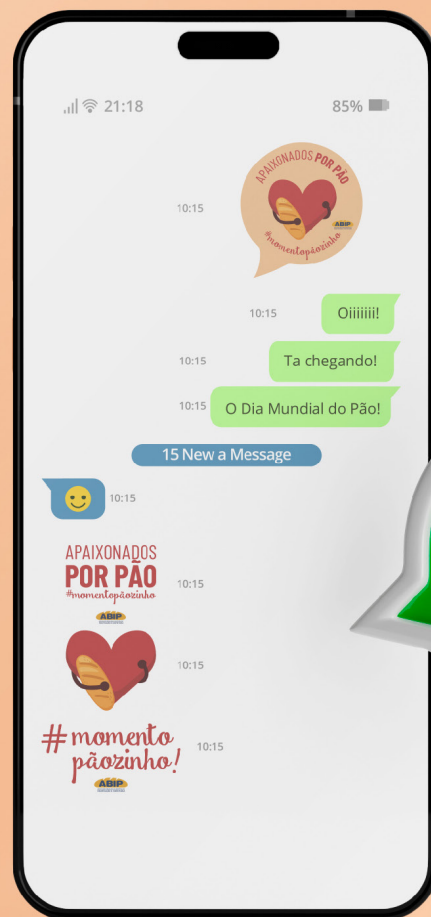 21:18
85%
APAIXONADOS POR PÃO
ABIP
#momentopãozinho
10:15
10:15
Oiiiiiii!
10:15
Ta chegando!
10:15
O Dia Mundial do Pão!
15 New a Message
10:15
APAIXONADOS
POR PÃO
#momentopãozinho
10:15
ABIP
10:15
#momento
pãozinho!
10:15
ABIP